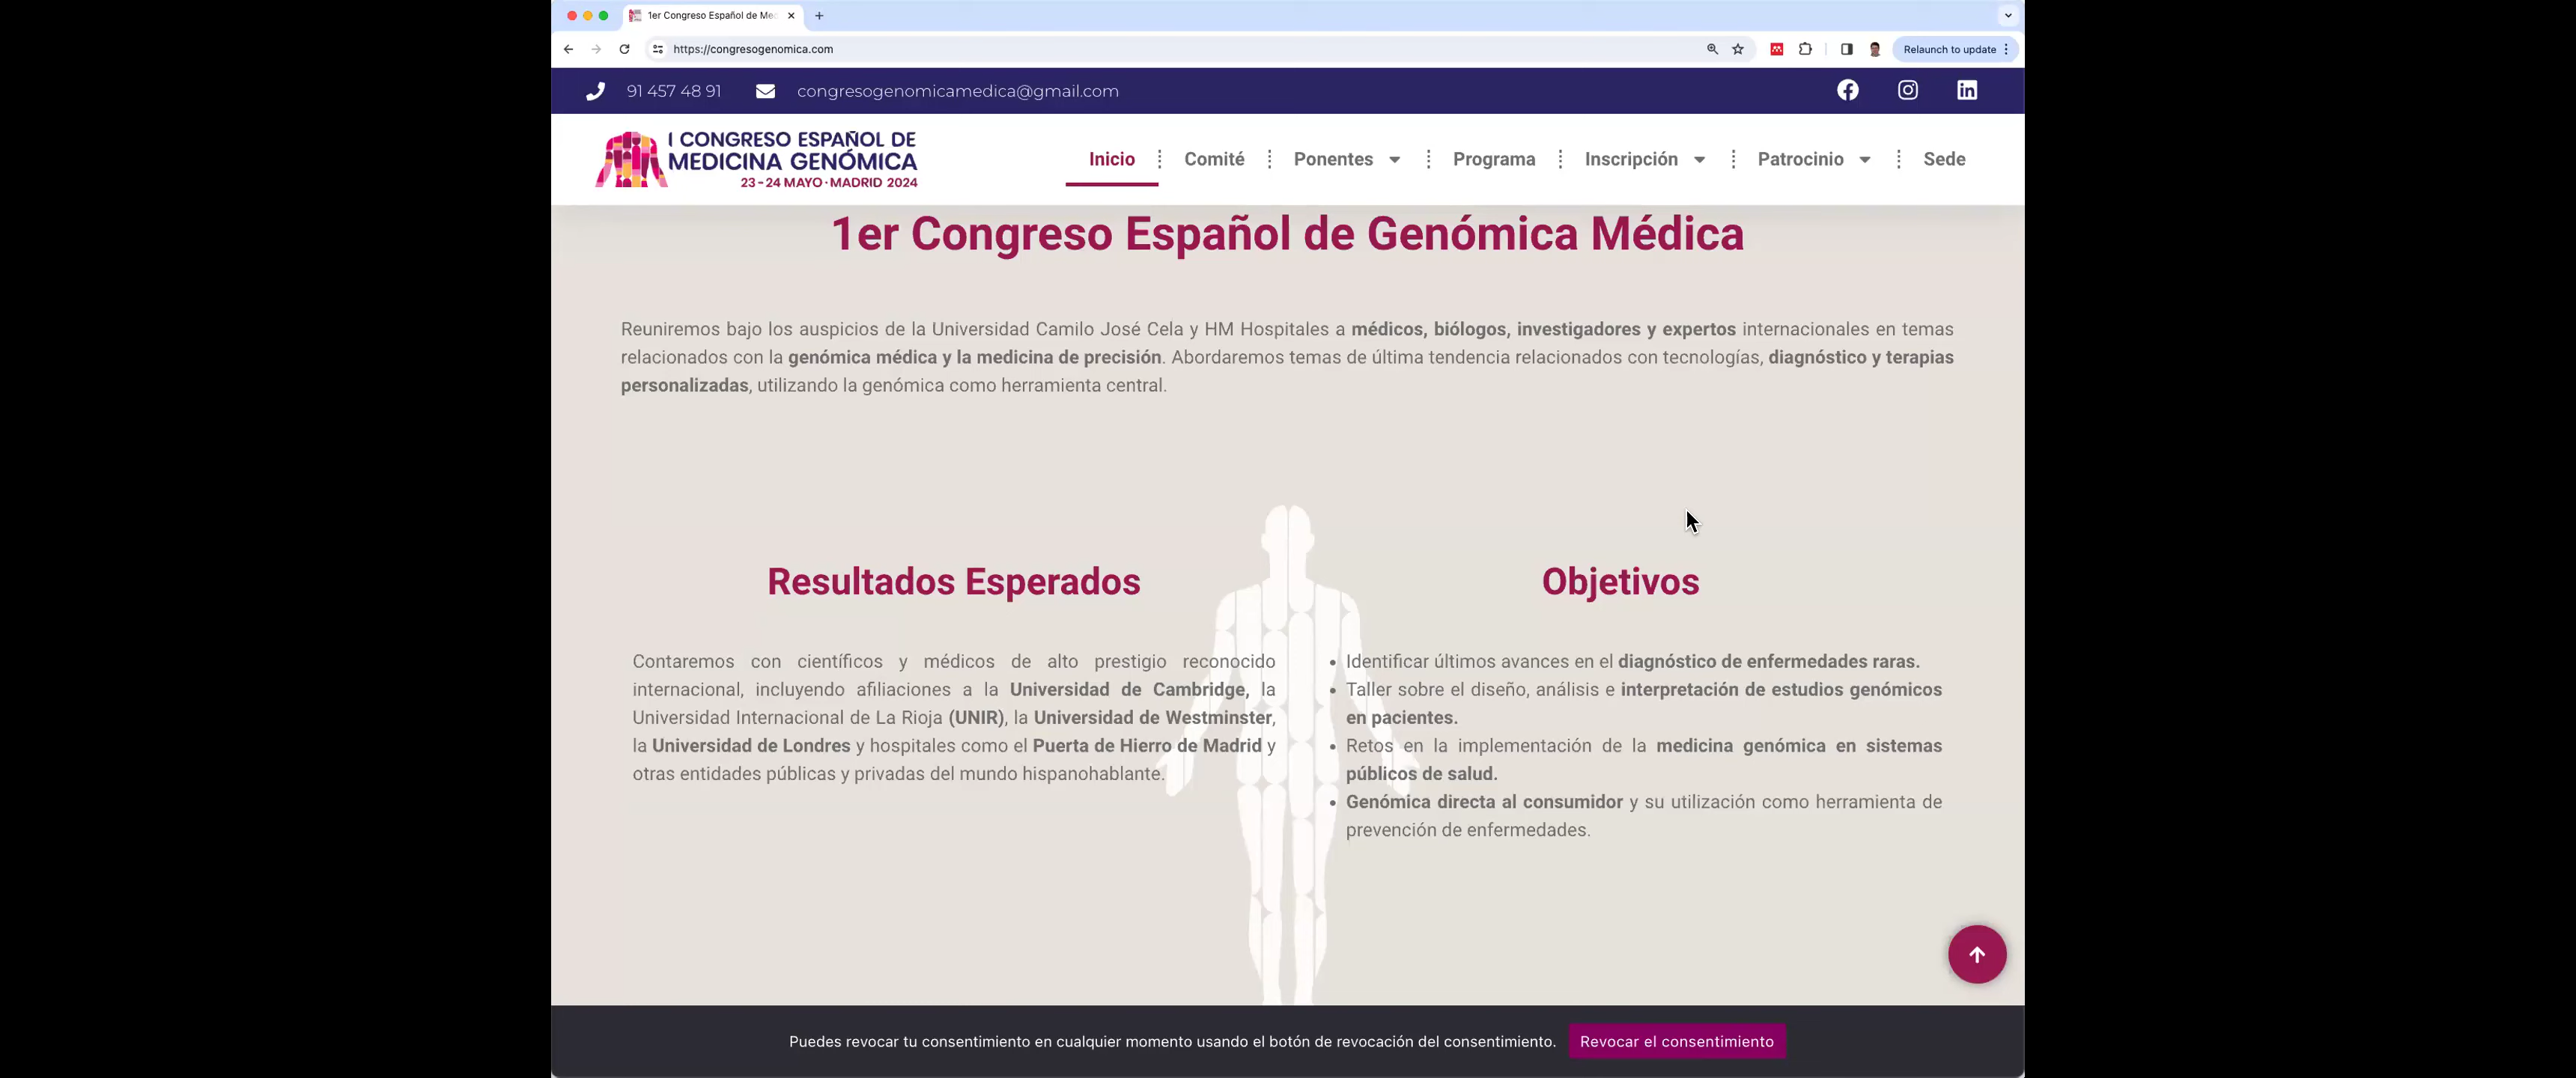 1er Congreso Español de Mec
https://congresogenomica.com
Relaunch to update
91 457 48 91
congresogenomicamedica@gmail.com
I CONGRESO ESPAÑOL DE
MEDICINA GENÓMICA
23-24 MAYO·MADRID 2024
Inicio
Comité
Ponentes
Programa
Inscripción
Patrocinio
Sede
1er Congreso Español de Genómica Médica
Reuniremos bajo los auspicios de la Universidad Camilo José Cela y HM Hospitales a médicos, biólogos, investigadores y expertos internacionales en temas
relacionados con la genómica médica y la medicina de precisión. Abordaremos temas de última tendencia relacionados con tecnologías, diagnóstico y terapias
personalizadas, utilizando la genómica como herramienta central.
Resultados Esperados
Contaremos con científicos y médicos de alto prestigio reconocido
internacional, incluyendo afiliaciones a la Universidad de Cambridge, la
Universidad Internacional de La Rioja (UNIR), la Universidad de Westminster,
la Universidad de Londres y hospitales como el Puerta de Hierro de Madrid y
otras entidades públicas y privadas del mundo hispanohablante.
Objetivos
• Identificar últimos avances en el diagnóstico de enfermedades raras.
• Taller sobre el diseño, análisis e interpretación de estudios genómicos
en pacientes.
• Retos en la implementación de la medicina genómica en sistemas
públicos de salud.
• Genómica directa al consumidor y su utilización como herramienta de
prevención de enfermedades.
Puedes revocar tu consentimiento en cualquier momento usando el botón de revocación del consentimiento.
Revocar el consentimiento